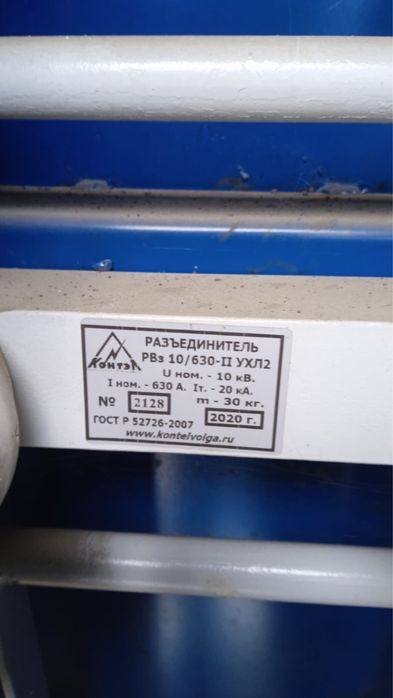 РАЗЪЕДИНИТЕЛЬ
КонтэЛ
РВз 10/630-II УХЛ2
U ном. - 10 кВ.
I ном. - 630 А. Iт. - 20 кА.
№ 2128 m - 30 кг.
ГОСТ Р 52726-2007 2020 г.
www.kontelvolga.ru